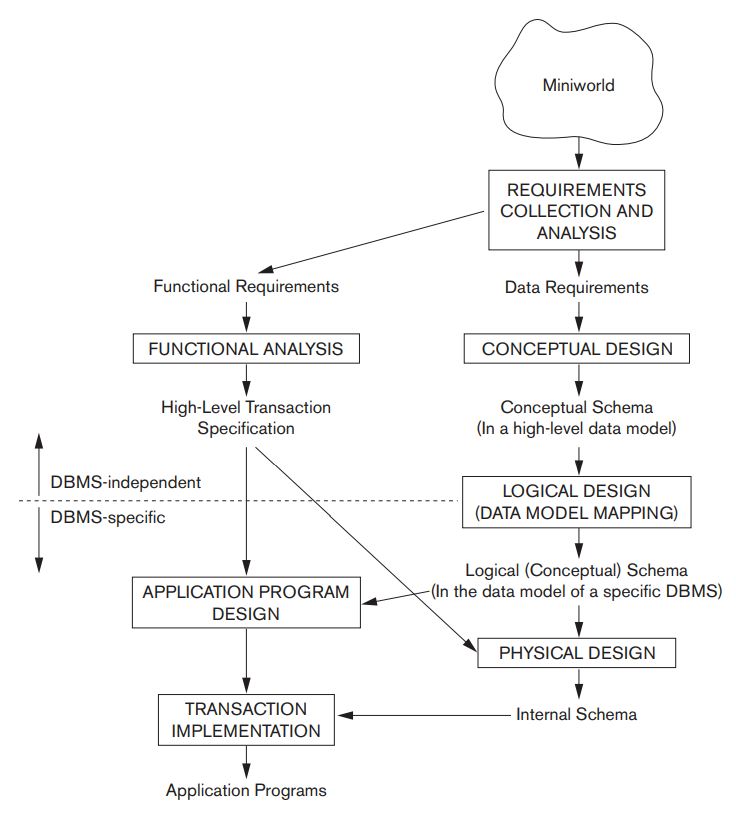 Miniworld
REQUIREMENTS
COLLECTION AND
ANALYSIS
Functional Requirements
Data Requirements
FUNCTIONAL ANALYSIS
CONCEPTUAL DESIGN
High-Level Transaction
Specification
Conceptual Schema
(In a high-level data model)
DBMS-independent
DBMS-specific
LOGICAL DESIGN
(DATA MODEL MAPPING)
Logical (Conceptual) Schema
(In the data model of a specific DBMS)
APPLICATION PROGRAM
DESIGN
PHYSICAL DESIGN
TRANSACTION
IMPLEMENTATION
Internal Schema
Application Programs